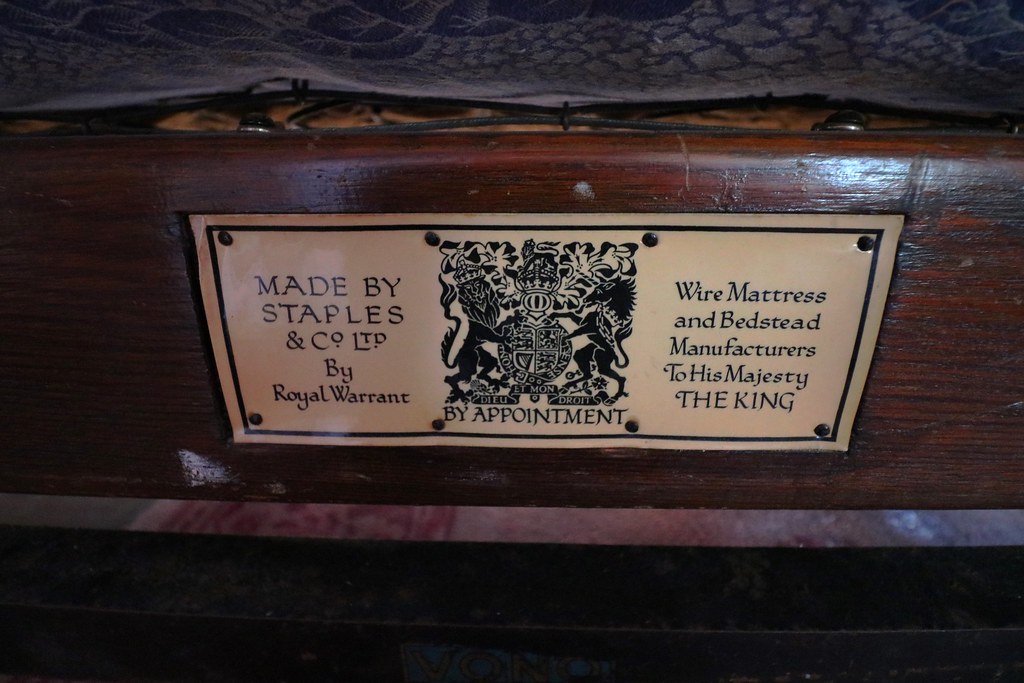 MADE BY
STAPLES
& Cº LTD
By
Royal Warrant
ET MON
DIEU DROIT
BY APPOINTMENT
Wire Mattress
and Bedstead
Manufacturers
To His Majesty
THE KING
VONO